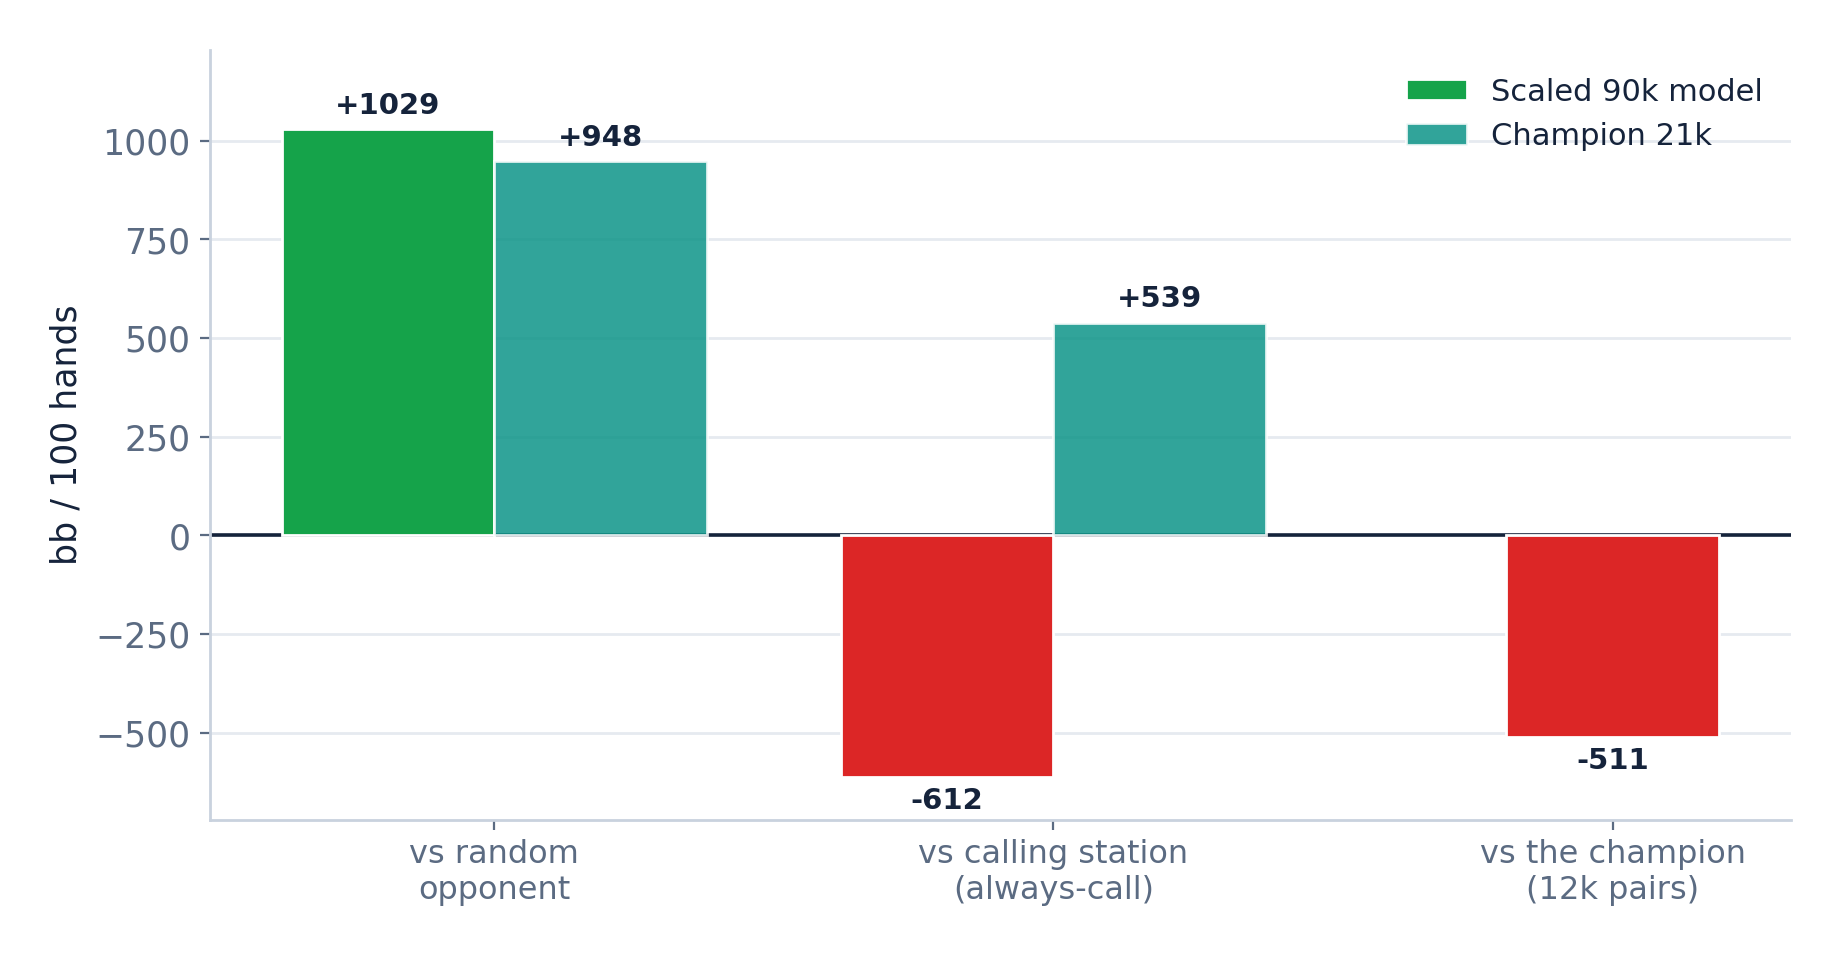 +1029
+948
Scaled 90k model
Champion 21k
1000
750
+539
500
250
0
−250
−500
-612
-511
bb / 100 hands
vs random
opponent
vs calling station
(always-call)
vs the champion
(12k pairs)